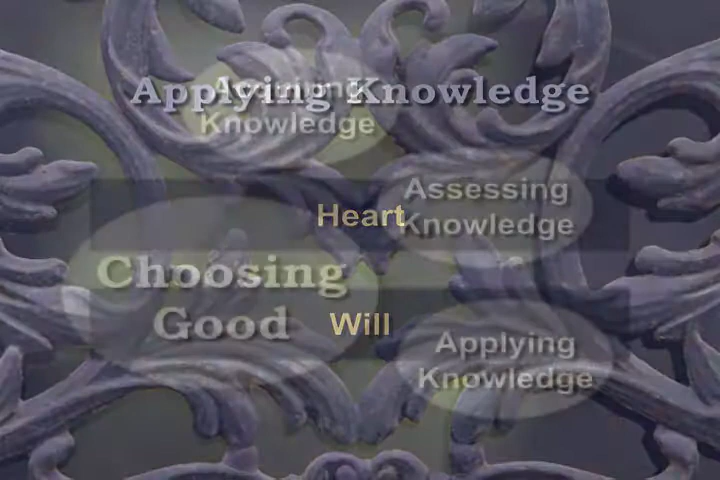 Applying Knowledge
Knowledge
Assessing
Knowledge
Heart
Choosing
Good
Will
Applying
Knowledge